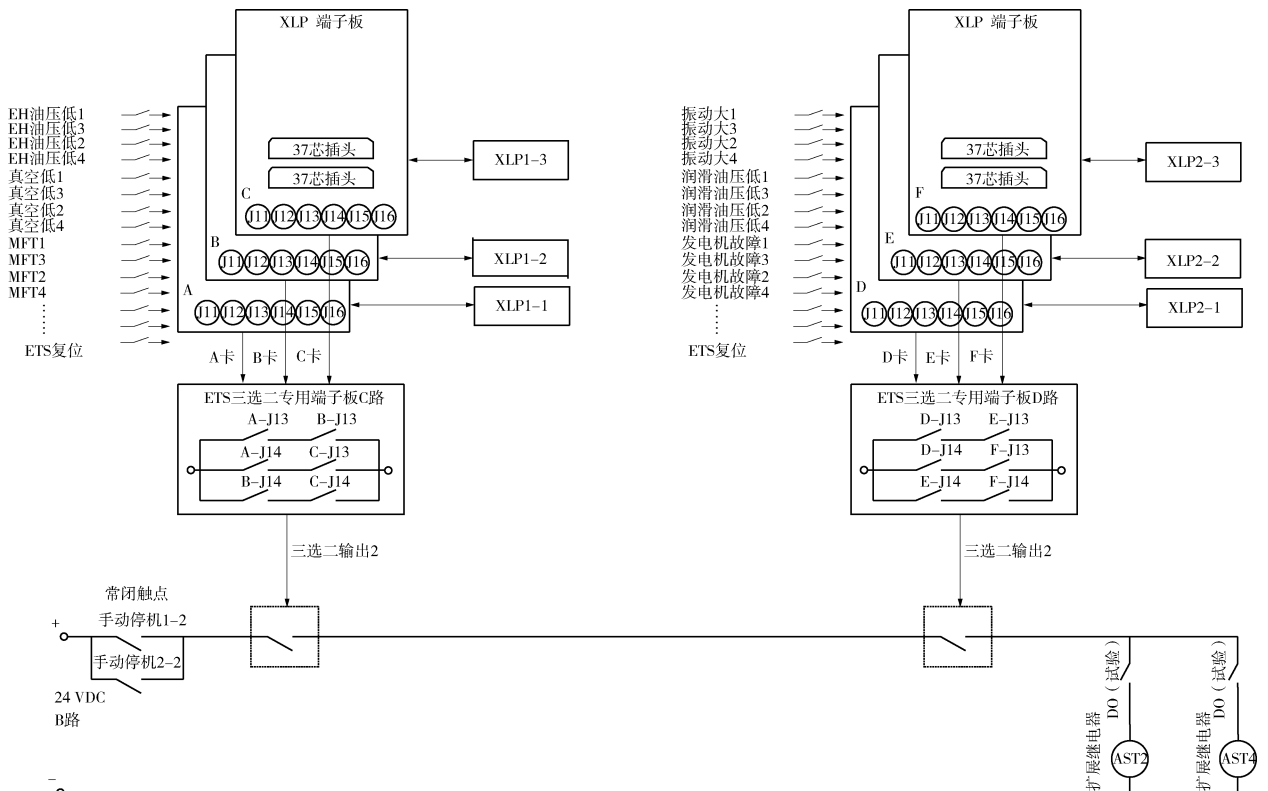 XLP 端子板
37芯插头
37芯插头
C
J11 J12 J13 J14 J15 J16
B
J11 J12 J13 J14 J15 J16
A
J11 J12 J13 J14 J15 J16
XLP1-3
XLP1-2
XLP1-1
EH油压低1
EH油压低3
EH油压低2
EH油压低4
真空低1
真空低3
真空低2
真空低4
MFT1
MFT3
MFT2
MFT4
ETS复位
A卡
B卡
C卡
ETS三选二专用端子板C路
A-J13 B-J13
A-J14 C-J13
B-J14 C-J14
三选二输出2
XLP 端子板
37芯插头
37芯插头
F
J11 J12 J13 J14 J15 J16
E
J11 J12 J13 J14 J15 J16
D
J11 J12 J13 J14 J15 J16
XLP2-3
XLP2-2
XLP2-1
振动大1
振动大3
振动大2
振动大4
润滑油压低1
润滑油压低3
润滑油压低2
润滑油压低4
发电机故障1
发电机故障3
发电机故障2
发电机故障4
ETS复位
D卡
E卡
F卡
ETS三选二专用端子板D路
D-J13 E-J13
D-J14 F-J13
E-J14 F-J14
三选二输出2
常闭触点
手动停机1-2
+
手动停机2-2
24 VDC
B路
−
DO（试验）
扩展继电器
AST2
DO（试验）
扩展继电器
AST4